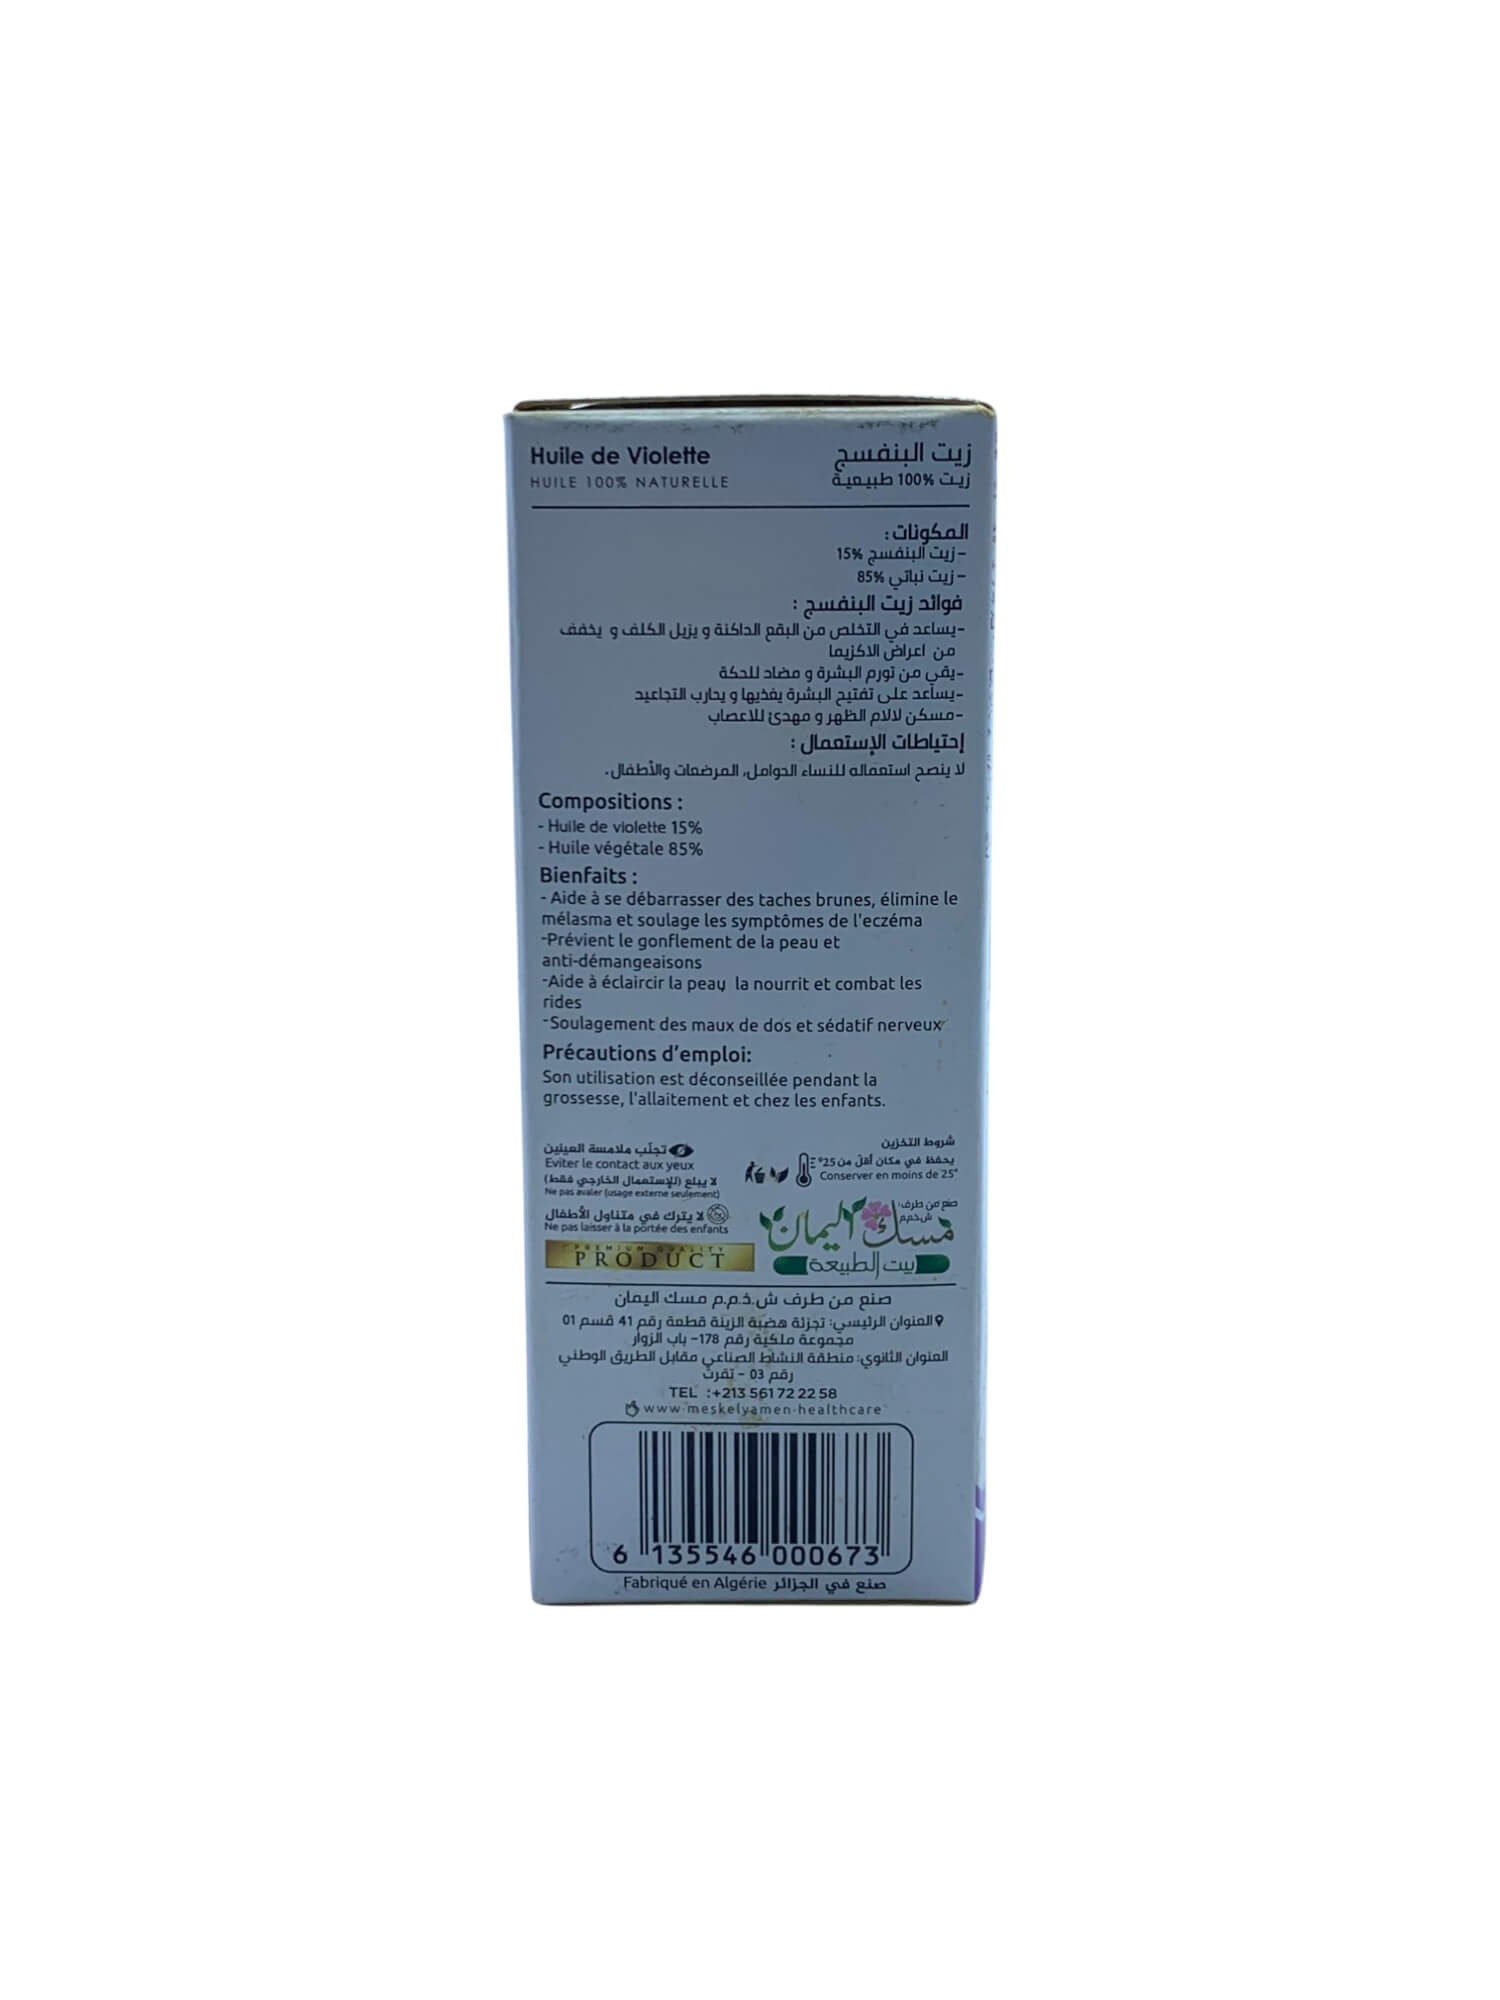 Huile de Violette
زيت البنفسج
HUILE 100% NATURELLE
زيت 100% طبيعية
المكونات :
- زيت البنفسج 15%
- زيت نباتي 85%
فوائد زيت البنفسج :
-يساعد في التخلص من البقع الداكنة و يزيل الكلف و يخفف
من اعراض الاكزيما
-يقي من تورم البشرة و مضاد للحكة
-يساعد على تفتيح البشرة يغذيها و يحارب التجاعيد
-مسكن لالام الظهر و مهدئ للاعصاب
إحتياطات الإستعمال :
لا ينصح استعماله للنساء الحوامل، المرضعات والأطفال.
Compositions :
- Huile de violette 15%
- Huile végétale 85%
Bienfaits :
- Aide à se débarrasser des taches brunes, élimine le
mélasma et soulage les symptômes de l'eczéma
-Prévient le gonflement de la peau et
anti-démangeaisons
-Aide à éclaircir la peau la nourrit et combat les
rides
-Soulagement des maux de dos et sédatif nerveux
Précautions d'emploi:
Son utilisation est déconseillée pendant la
grossesse, l'allaitement et chez les enfants.
تجنّب ملامسة العينين
Eviter le contact aux yeux
لا يبلع (للإستعمال الخارجي فقط)
Ne pas avaler (usage externe seulement)
لا يترك في متناول الأطفال
Ne pas laisser à la portée des enfants
PREMIUM QUALITY
PRODUCT
شروط التخزين
يحفظ في مكان أقل من 25°
Conserver en moins de 25°
صنع من طرف:
ش.ذ.م.م
مسك اليمان
بيت الطبيعة
صنع من طرف ش.ذ.م.م مسك اليمان
العنوان الرئيسي: تجزئة هضبة الزينة قطعة رقم 41 قسم 01
مجموعة ملكية رقم 178- باب الزوار
العنوان الثانوي: منطقة النشاط الصناعي مقابل الطريق الوطني
رقم 03 - تقرت
TEL :+213 561 72 22 58
www.meskelyamen-healthcare
6 135546 000673
Fabriqué en Algérie صنع في الجزائر